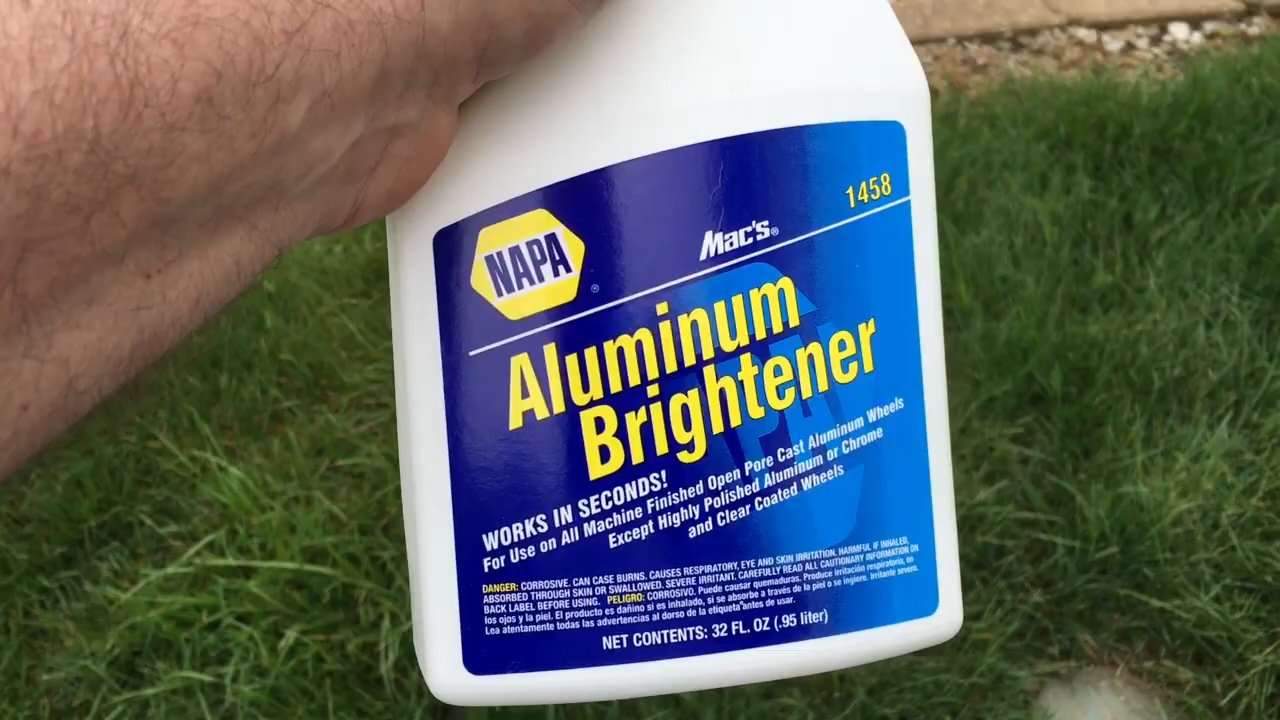 NAPA
®
Mac's®
1458
Aluminum
Brightener
WORKS IN SECONDS!
For Use on All Machine Finished Open Pore Cast Aluminum Wheels
Except Highly Polished Aluminum or Chrome
and Clear Coated Wheels
DANGER: CORROSIVE. CAN CASE BURNS. CAUSES RESPIRATORY, EYE AND SKIN IRRITATION. HARMFUL IF INHALED,
ABSORBED THROUGH SKIN OR SWALLOWED. SEVERE IRRITANT. CAREFULLY READ ALL CAUTIONARY INFORMATION ON
BACK LABEL BEFORE USING. PELIGRO: CORROSIVO. Puede causar quemaduras. Produce irritación respiratoria, en
los ojos y la piel. El producto es dañino si es inhalado, si se absorbe a través de la piel o se ingiere. Irritante severo.
Lea atentamente todas las advertencias al dorso de la etiqueta antes de usar.
NET CONTENTS: 32 FL. OZ (.95 liter)